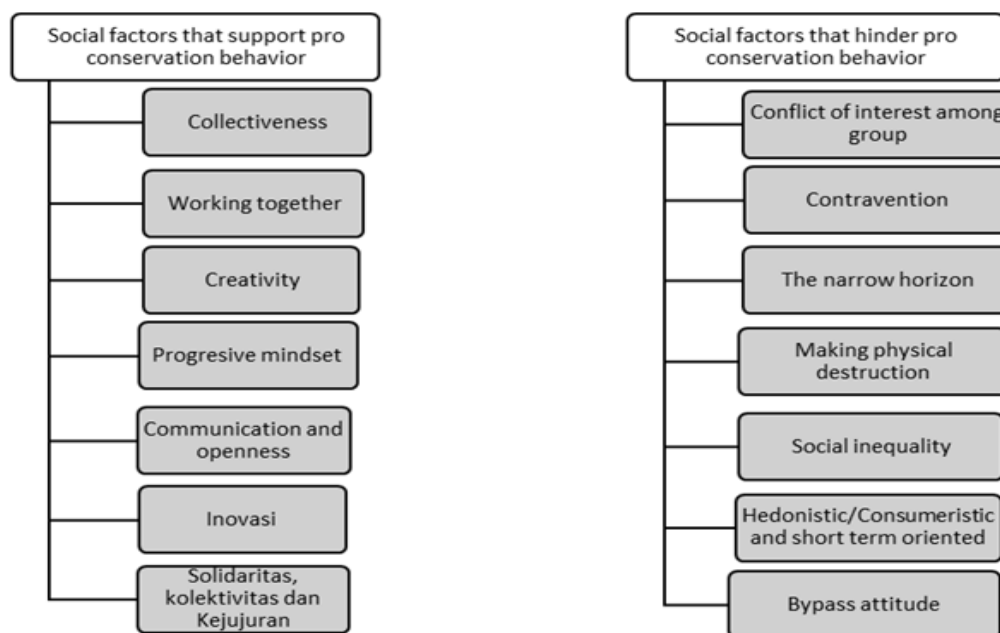 Social factors that support pro
conservation behavior
Collectiveness
Working together
Creativity
Progresive mindset
Communication and
openness
Inovasi
Solidaritas,
kolektivitas dan
Kejujuran
Social factors that hinder pro
conservation behavior
Conflict of interest among
group
Contravention
The narrow horizon
Making physical
destruction
Social inequality
Hedonistic/Consumeristic
and short term oriented
Bypass attitude